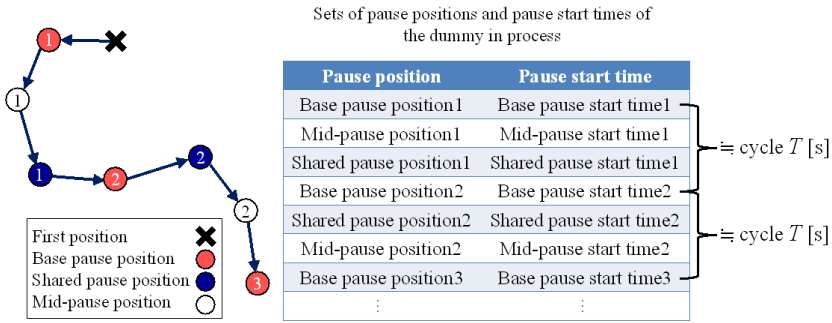 Sets of pause positions and pause start times of
the dummy in process
1
1
1
2
2
2
3
First position
Base pause position
Shared pause position
Mid-pause position
Pause position Pause start time
Base pause position1 Base pause start time1
Mid-pause position1 Mid-pause start time1
Shared pause position1 Shared pause start time1
Base pause position2 Base pause start time2
Shared pause position2 Shared pause start time2
Mid-pause position2 Mid-pause start time2
Base pause position3 Base pause start time3
⋮ ⋮
≒ cycle T [s]
≒ cycle T [s]